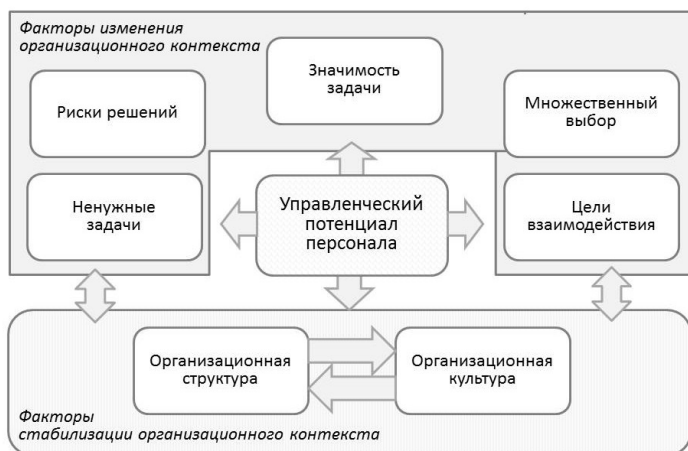 Факторы изменения
организационного контекста
Значимость
задачи
Риски решений
Множественный
выбор
Ненужные
задачи
Управленческий
потенциал
персонала
Цели
взаимодействия
Организационная
структура
Организационная
культура
Факторы
стабилизации организационного контекста